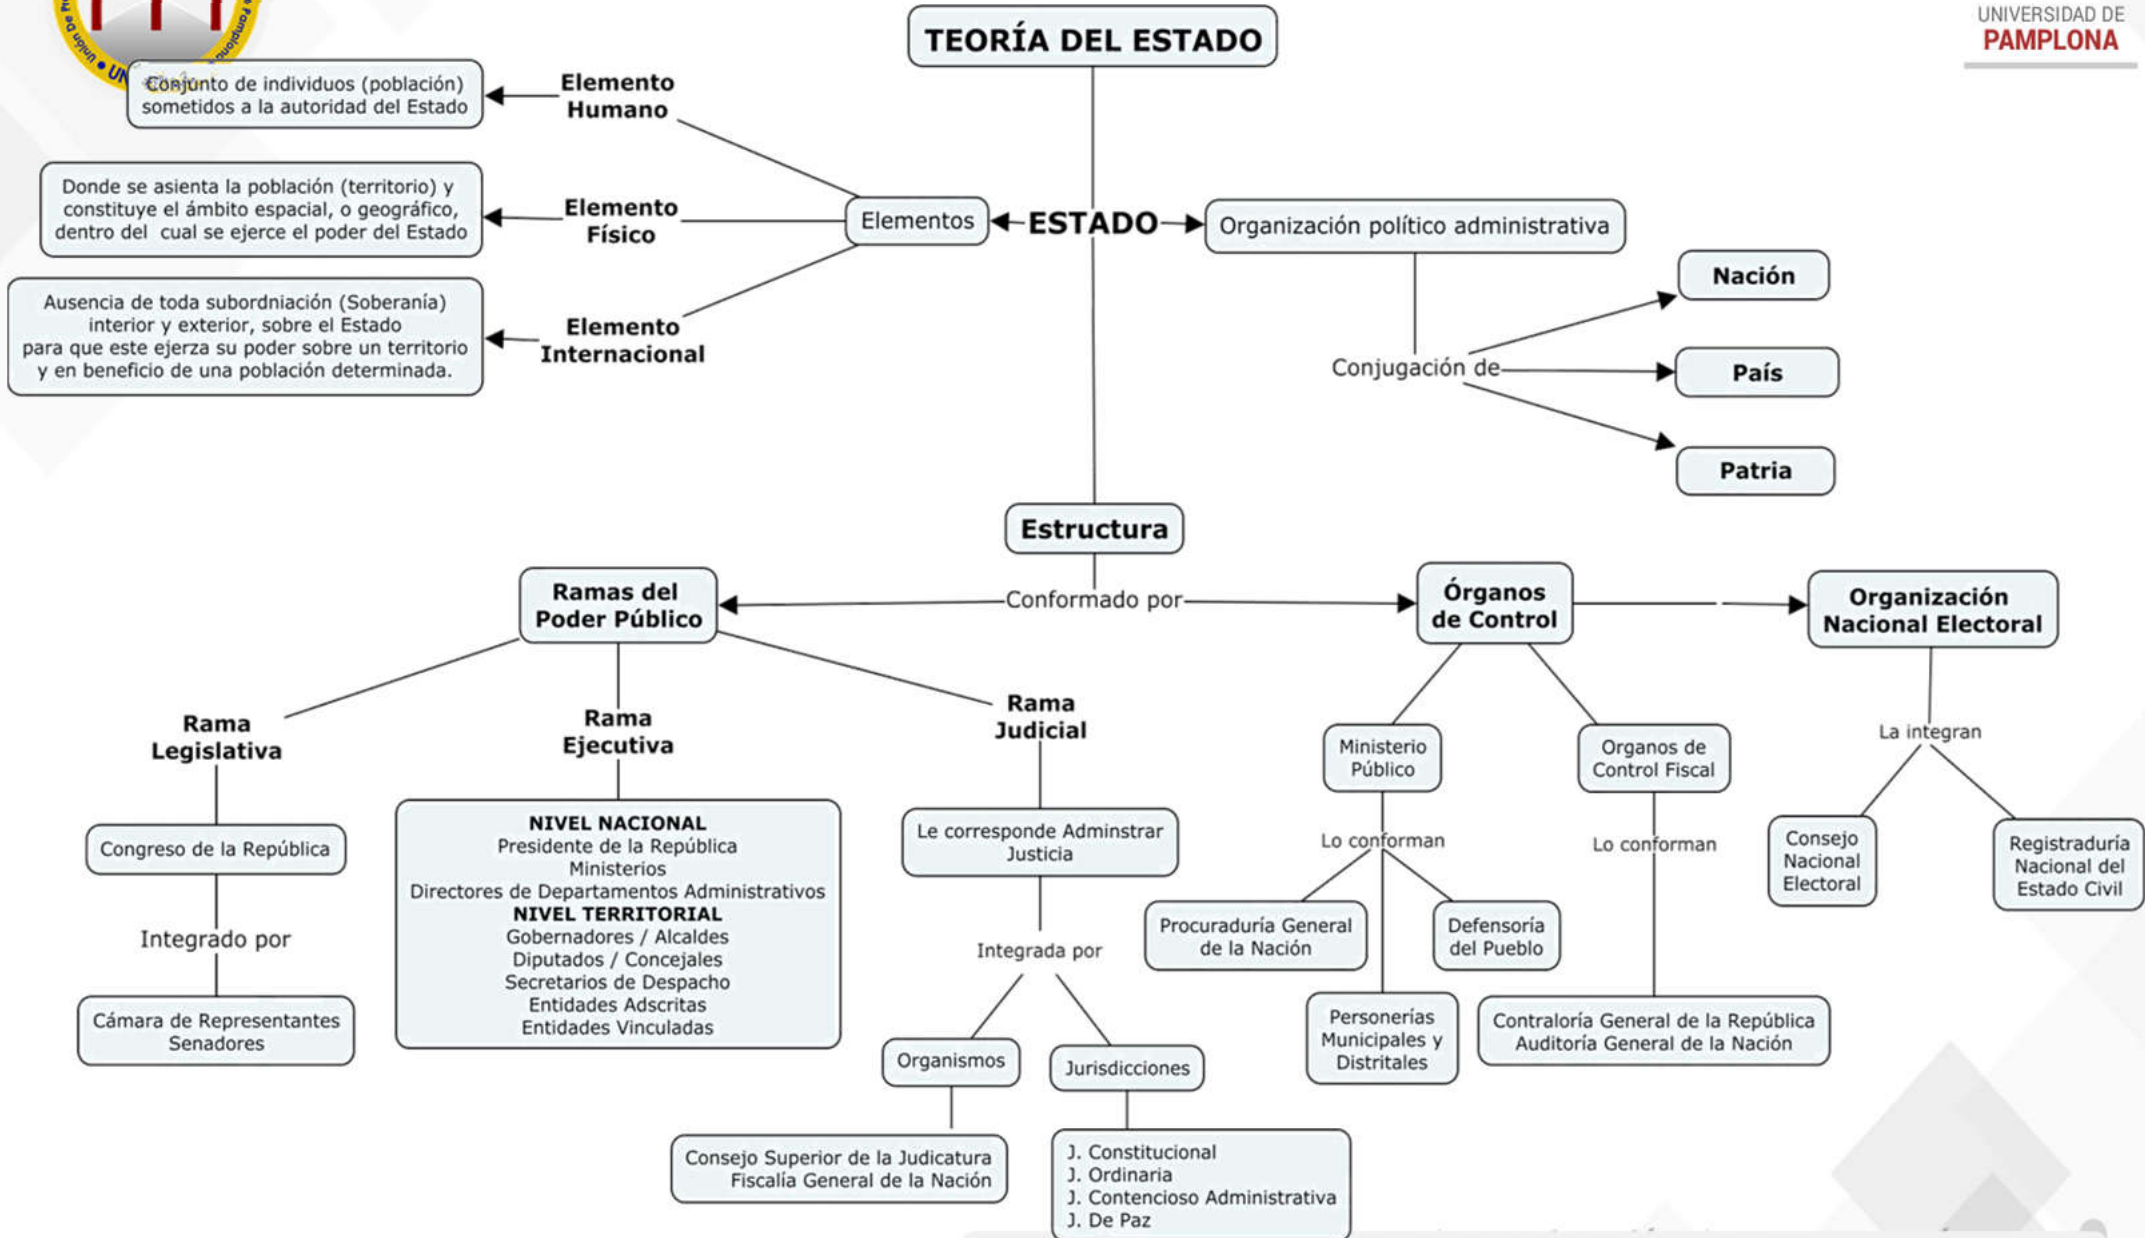 TEORÍA DEL ESTADO
UNIVERSIDAD DE
PAMPLONA
Unión De
Pamplona
UN
Conjunto de individuos (población)
sometidos a la autoridad del Estado
Elemento
Humano
Donde se asienta la población (territorio) y
constituye el ámbito espacial, o geográfico,
dentro del cual se ejerce el poder del Estado
Elemento
Físico
Elementos
ESTADO
Organización político administrativa
Ausencia de toda subordniación (Soberanía)
interior y exterior, sobre el Estado
para que este ejerza su poder sobre un territorio
y en beneficio de una población determinada.
Elemento
Internacional
Conjugación de
Nación
País
Patria
Estructura
Conformado por
Ramas del
Poder Público
Órganos
de Control
Organización
Nacional Electoral
Rama
Legislativa
Rama
Ejecutiva
Rama
Judicial
Congreso de la República
Integrado por
Cámara de Representantes
Senadores
NIVEL NACIONAL
Presidente de la República
Ministerios
Directores de Departamentos Administrativos
NIVEL TERRITORIAL
Gobernadores / Alcaldes
Diputados / Concejales
Secretarios de Despacho
Entidades Adscritas
Entidades Vinculadas
Le corresponde Adminstrar
Justicia
Integrada por
Organismos
Jurisdicciones
Consejo Superior de la Judicatura
Fiscalía General de la Nación
J. Constitucional
J. Ordinaria
J. Contencioso Administrativa
J. De Paz
Ministerio
Público
Lo conforman
Procuraduría General
de la Nación
Defensoría
del Pueblo
Personerías
Municipales y
Distritales
Organos de
Control Fiscal
Lo conforman
Contraloría General de la República
Auditoría General de la Nación
La integran
Consejo
Nacional
Electoral
Registraduría
Nacional del
Estado Civil